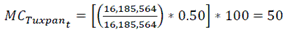 MC_{Tuxpan_t} = [(16,185,564 / 16,185,564) * 0.50] * 100 = 50